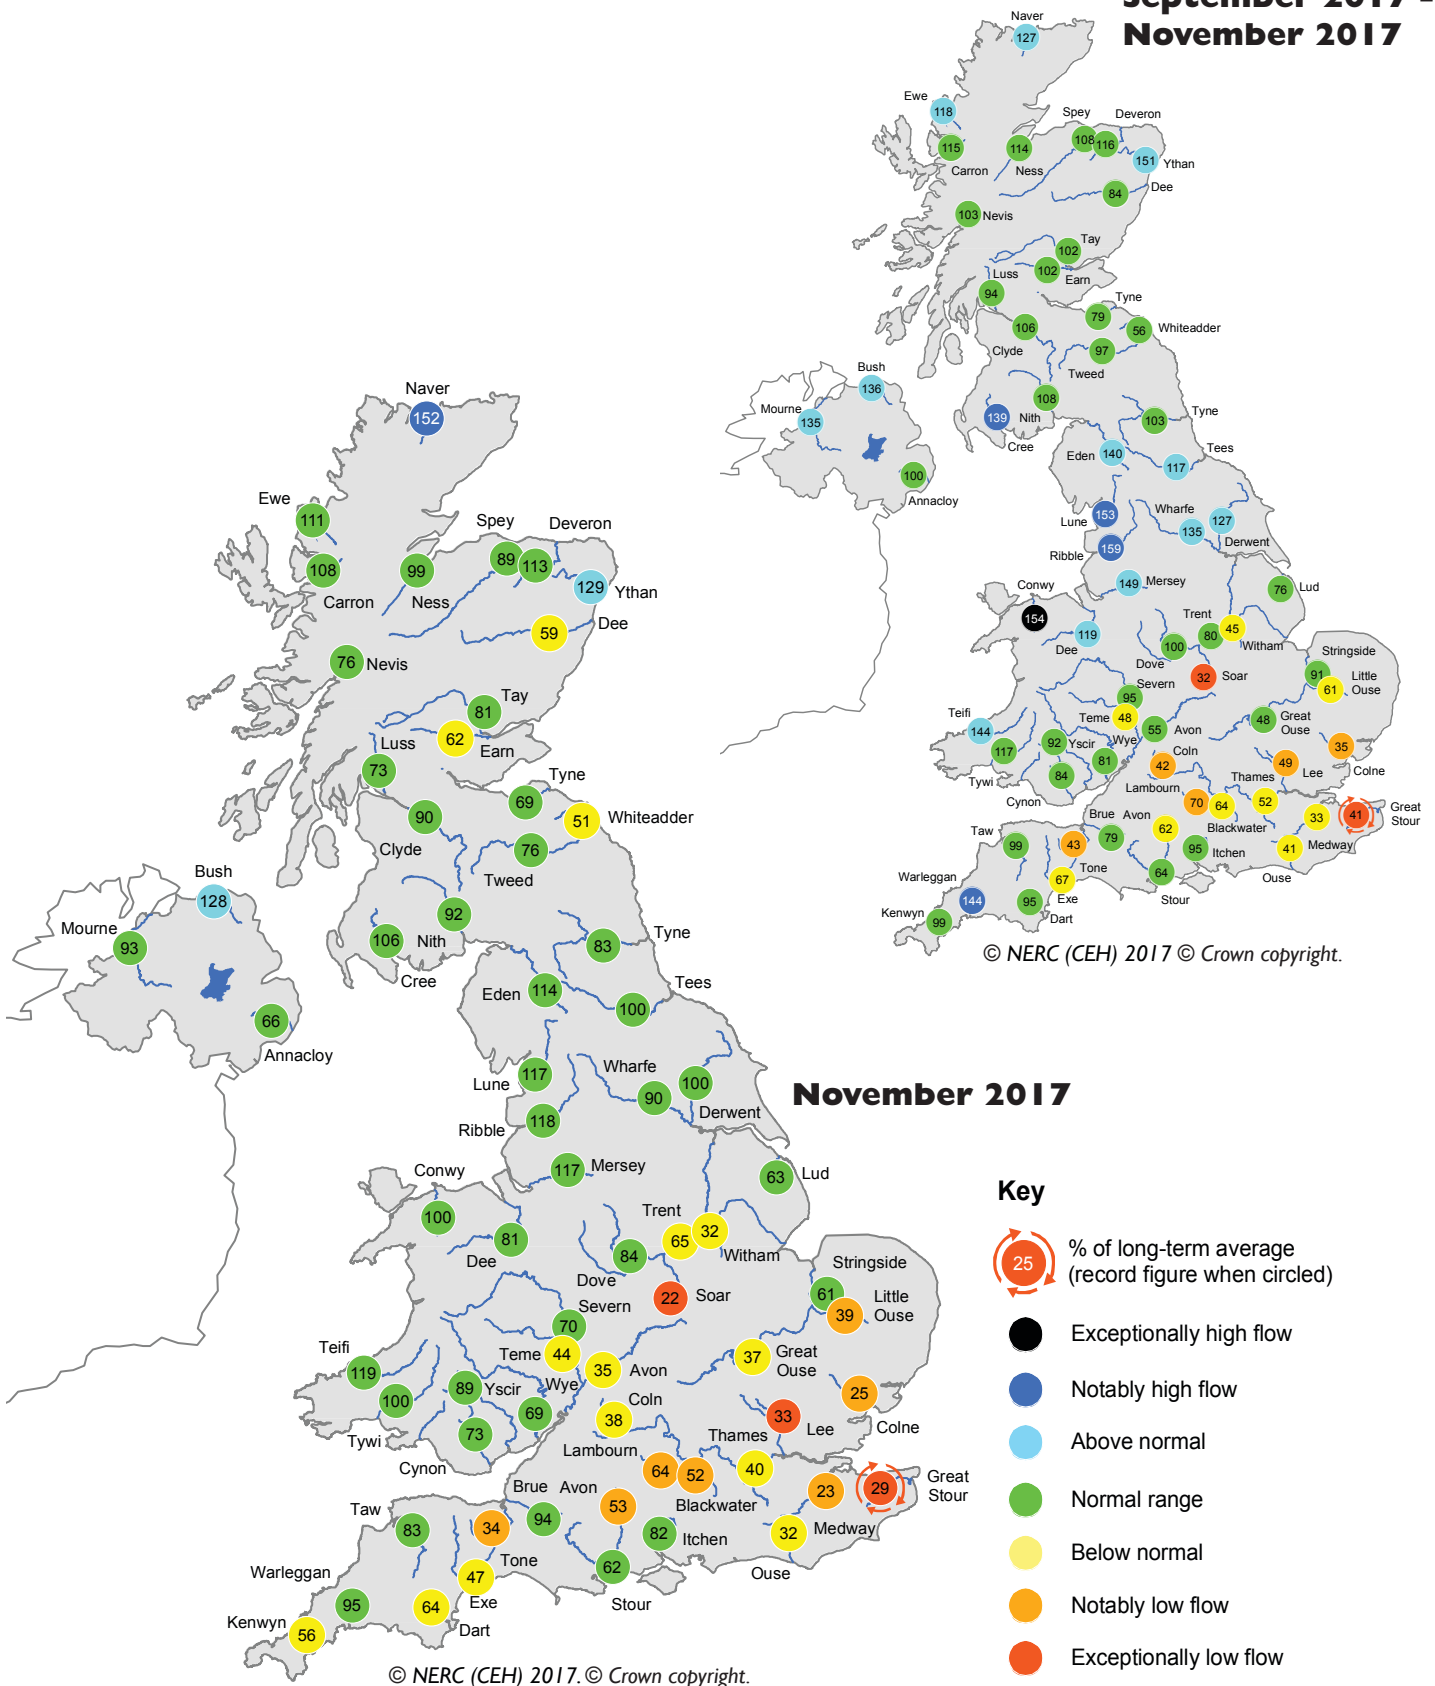 September 2017 -
November 2017
Naver
127
Ewe
118
Spey
Deveron
115
114
108
116
151
Ythan
Carron
Ness
Dee
84
103
Nevis
Tay
102
102
Luss
Earn
94
Tyne
79
106
56
Whiteadder
Clyde
97
Tweed
Bush
136
108
Mourne
135
139
Nith
103
Tyne
Cree
Eden
140
Tees
117
100
Annacloy
Lune
153
Wharfe
127
135
Derwent
Ribble
159
Conwy
149
Mersey
76
Lud
154
Trent
119
80
45
Dee
100
Witham
Dove
Stringside
Severn
32
Soar
91
Little
Ouse
61
95
Teifi
Teme
48
48
Great
Ouse
144
55
Avon
117
92
Yscir
Wye
Coln
35
Tywi
84
81
42
49
Lee
Colne
Cynon
Thames
Lambourn
70
64
52
Great
Stour
Brue
Avon
33
41
Blackwater
Taw
99
43
79
62
95
Itchen
41
Medway
Tone
Ouse
Warleggan
67
64
Exe
Stour
144
95
Dart
Kenwyn
99
© NERC (CEH) 2017 © Crown copyright.
Naver
152
Ewe
111
Spey
Deveron
108
99
89
113
129
Ythan
Carron
Ness
Dee
59
76
Nevis
Tay
81
62
Luss
Earn
73
Tyne
69
90
51
Whiteadder
Clyde
76
Tweed
Bush
128
92
Mourne
93
106
Nith
83
Tyne
Cree
Eden
114
Tees
100
66
Annacloy
Lune
117
Wharfe
100
90
Derwent
Ribble
118
Conwy
117
Mersey
63
Lud
100
Trent
81
65
32
Dee
84
Witham
Dove
Stringside
Severn
22
Soar
61
Little
Ouse
39
70
Teifi
Teme
44
37
Great
Ouse
119
35
Avon
100
89
Yscir
Wye
Coln
25
Tywi
73
69
38
33
Lee
Colne
Cynon
Thames
Lambourn
64
52
40
Great
Stour
Brue
Avon
23
29
Blackwater
Taw
83
34
94
53
82
Itchen
32
Medway
Tone
Ouse
Warleggan
47
62
Exe
Stour
95
64
Dart
Kenwyn
56
© NERC (CEH) 2017. © Crown copyright.
November 2017
Key
25
% of long-term average
(record figure when circled)
Exceptionally high flow
Notably high flow
Above normal
Normal range
Below normal
Notably low flow
Exceptionally low flow